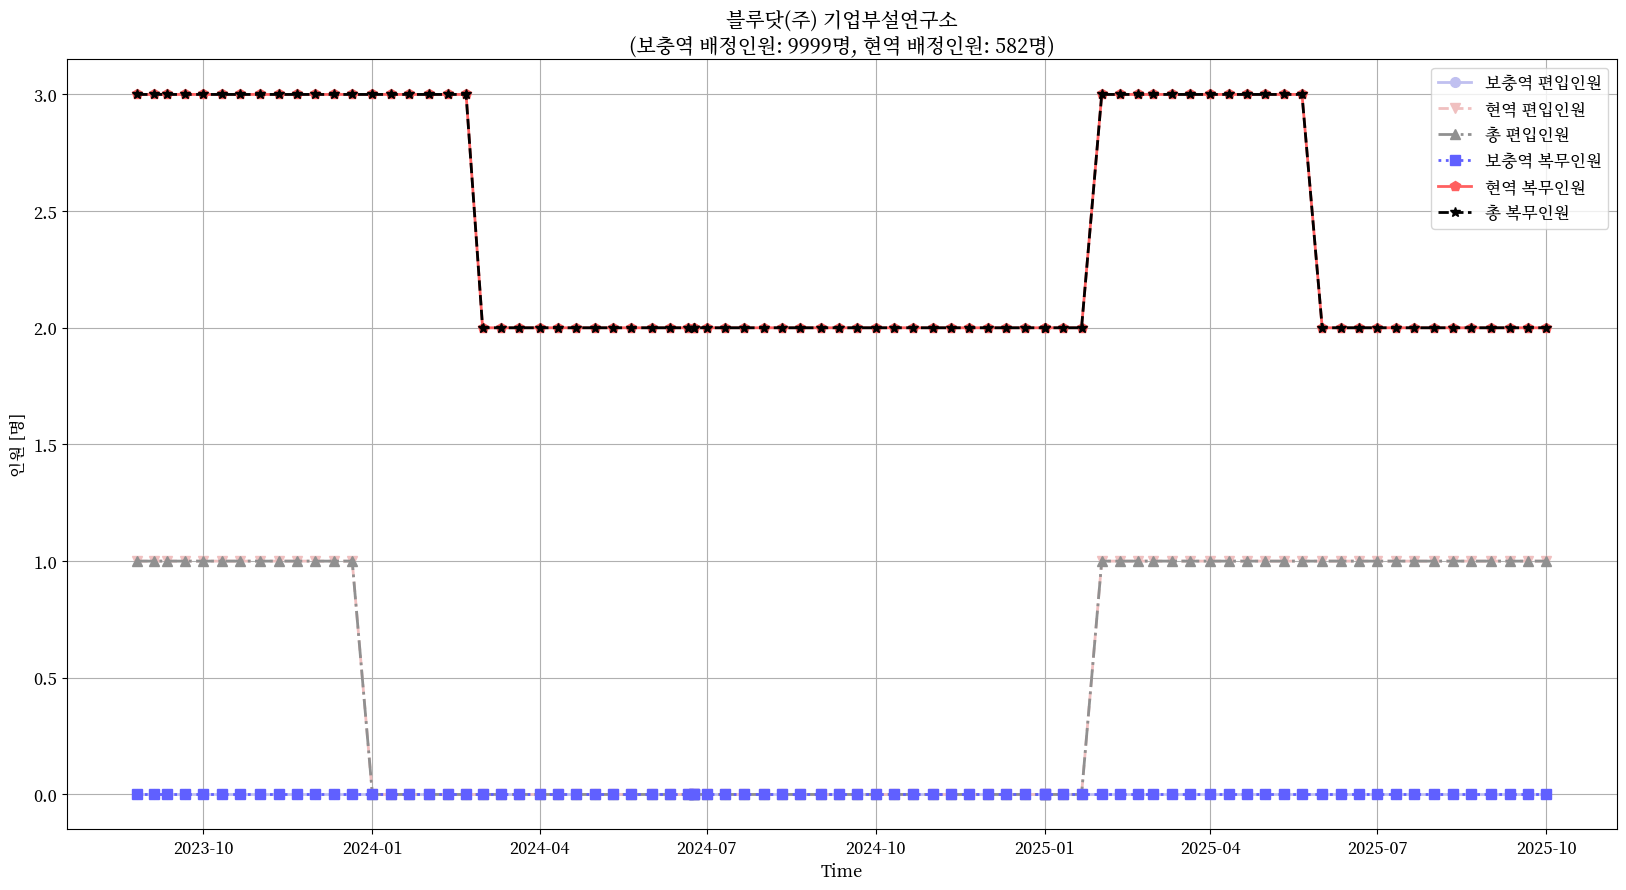 블루닷(주) 기업부설연구소
(보충역 배정인원: 9999명, 현역 배정인원: 582명)
보충역 편입인원
현역 편입인원
총 편입인원
보충역 복무인원
현역 복무인원
총 복무인원
인원 [명]
3.0
2.5
2.0
1.5
1.0
0.5
0.0
2023-10
2024-01
2024-04
2024-07
2024-10
2025-01
2025-04
2025-07
2025-10
Time